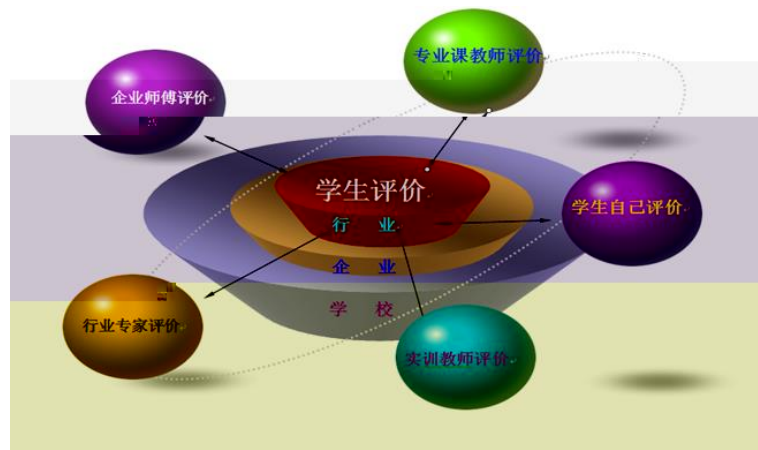 专业课教师评价
企业师傅评价
学生评价
学生自己评价
行 业
企 业
学 校
行业专家评价
实训教师评价